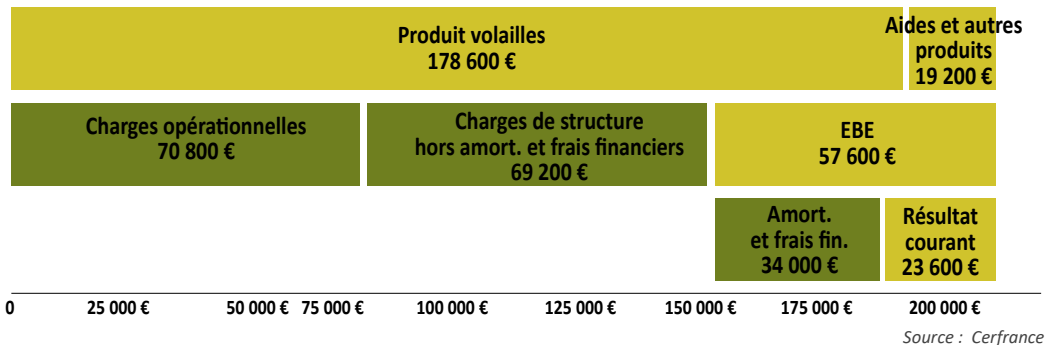 Produit volailles
178 600 €
Aides et autres
produits
19 200 €
Charges opérationnelles
70 800 €
Charges de structure
hors amort. et frais financiers
69 200 €
EBE
57 600 €
Amort.
et frais fin.
34 000 €
Résultat
courant
23 600 €
0 25 000 € 50 000 € 75 000 € 100 000 € 125 000 € 150 000 € 175 000 € 200 000 €
Source : Cerfrance